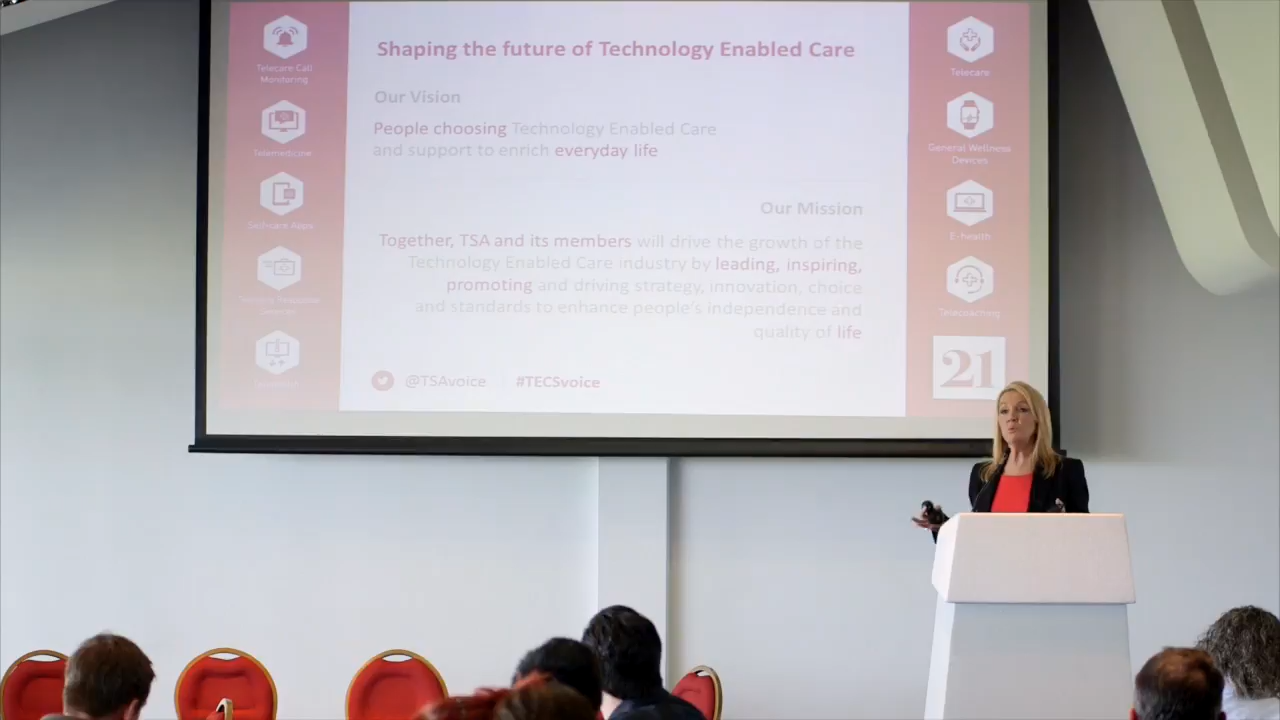 Shaping the future of Technology Enabled Care
Our Vision
People choosing Technology Enabled Care
and support to enrich everyday life
Our Mission
Together, TSA and its members will drive the growth of the
Technology Enabled Care industry by leading, inspiring,
promoting and driving strategy, innovation, choice
and standards to enhance people's independence and
quality of life
@TSAvoice #TECSvoice
Telecare Call
Monitoring
Telemedicine
Selfcare Apps
Telecare
General Wellness
Devices
E-health
Telecoaching
21